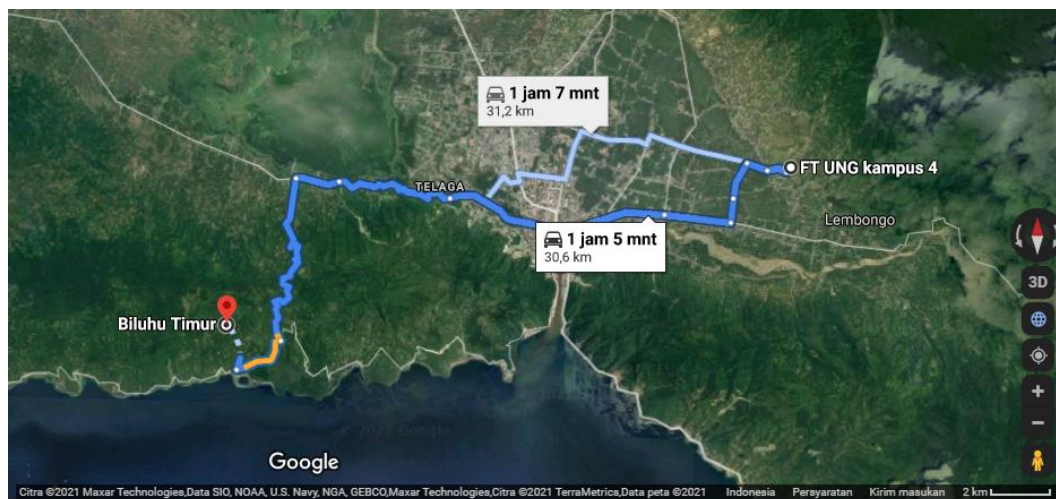 1 jam 7 mnt
31,2 km
FT UNG kampus 4
TELAGA
Lembongo
1 jam 5 mnt
30,6 km
3D
Biluhu Timur
Google
Citra ©2021 Maxar Technologies,Data SIO, NOAA, U.S. Navy, NGA, GEBCO,Maxar Technologies,Citra ©2021 TerraMetrics,Data peta ©2021 Indonesia Persyaratan Kirim masukan 2 km